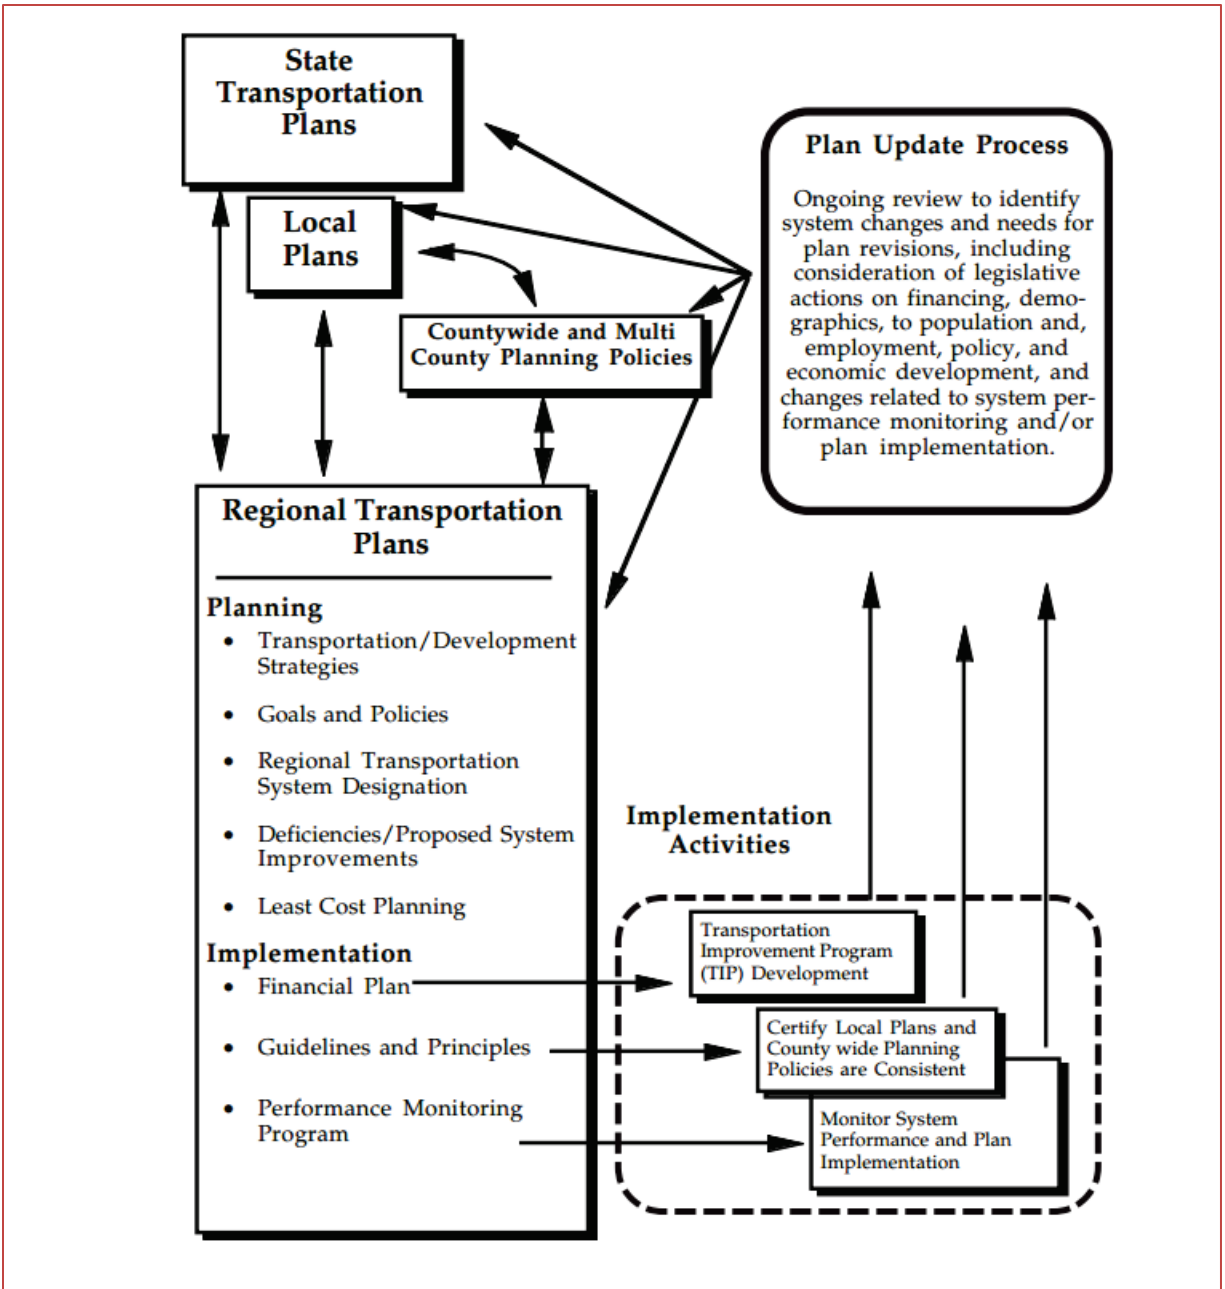 State
Transportation
Plans
Local
Plans
Countywide and Multi
County Planning Policies
Plan Update Process
Ongoing review to identify
system changes and needs for
plan revisions, including
consideration of legislative
actions on financing, demo-
graphics, to population and,
employment, policy, and
economic development, and
changes related to system per-
formance monitoring and/or
plan implementation.
Regional Transportation
Plans
Planning
• Transportation/Development
Strategies
• Goals and Policies
• Regional Transportation
System Designation
• Deficiencies/Proposed System
Improvements
• Least Cost Planning
Implementation
• Financial Plan
• Guidelines and Principles
• Performance Monitoring
Program
Implementation
Activities
Transportation
Improvement Program
(TIP) Development
Certify Local Plans and
County wide Planning
Policies are Consistent
Monitor System
Performance and Plan
Implementation